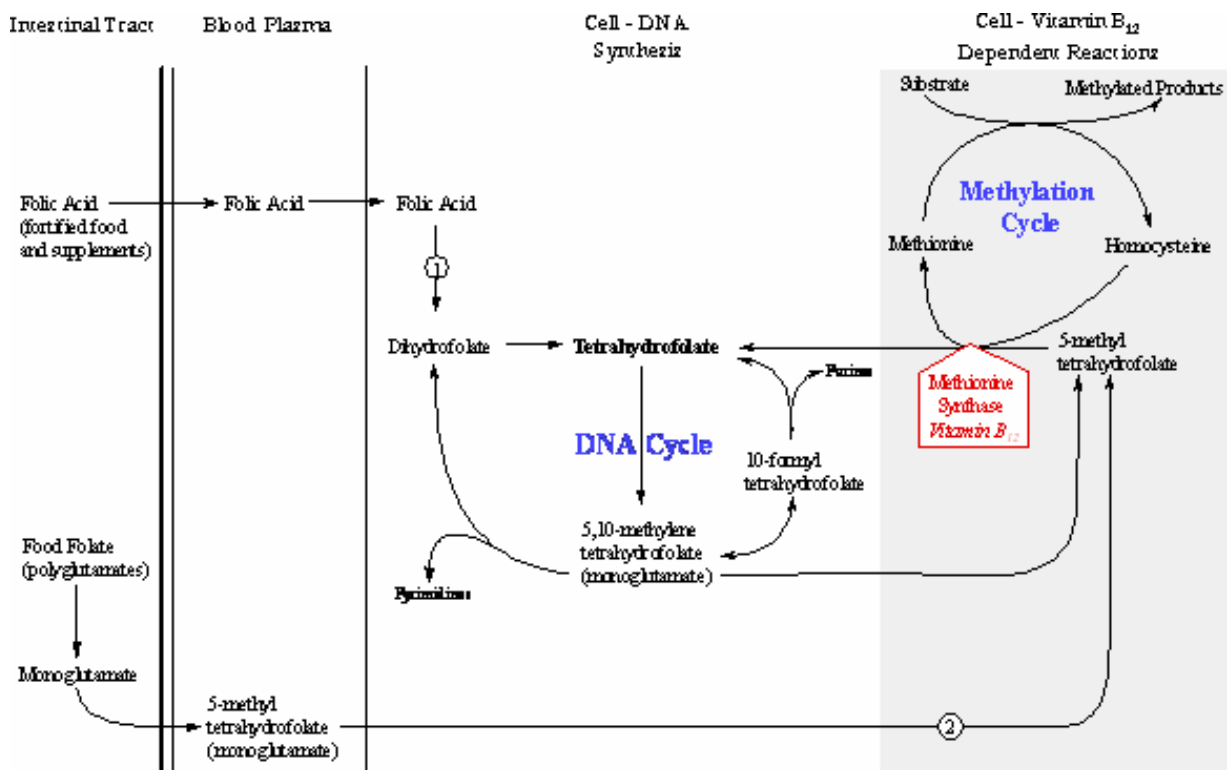 Intestinal Tract
Blood Plasma
Cell - DNA
Synthesis
Cell - Vitamin B12
Dependent Reactions
Substrate
Methylated Products
Folic Acid
(fortified food
and supplements)
Folic Acid
Folic Acid
Methylation
Cycle
Methionine
Homocysteine
1
Dihydrofolate
Tetrahydrofolate
5-methyl
tetrahydrofolate
Purines
Methionine
Synthase
Vitamin B12
DNA Cycle
10-formyl
tetrahydrofolate
Food Folate
(polyglutamates)
5,10-methylene
tetrahydrofolate
(monoglutamate)
Pyrimidines
Monoglutamate
5-methyl
tetrahydrofolate
(monoglutamate)
2